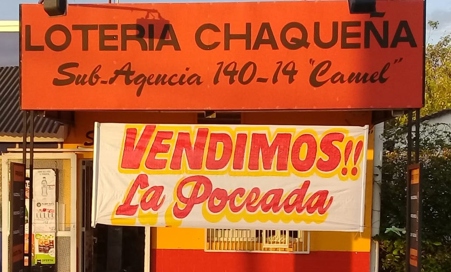 LOTERIA CHAQUEÑA
Sub-Agencia 140-14 "Camel"
VENDIMOS!!
La Poceada